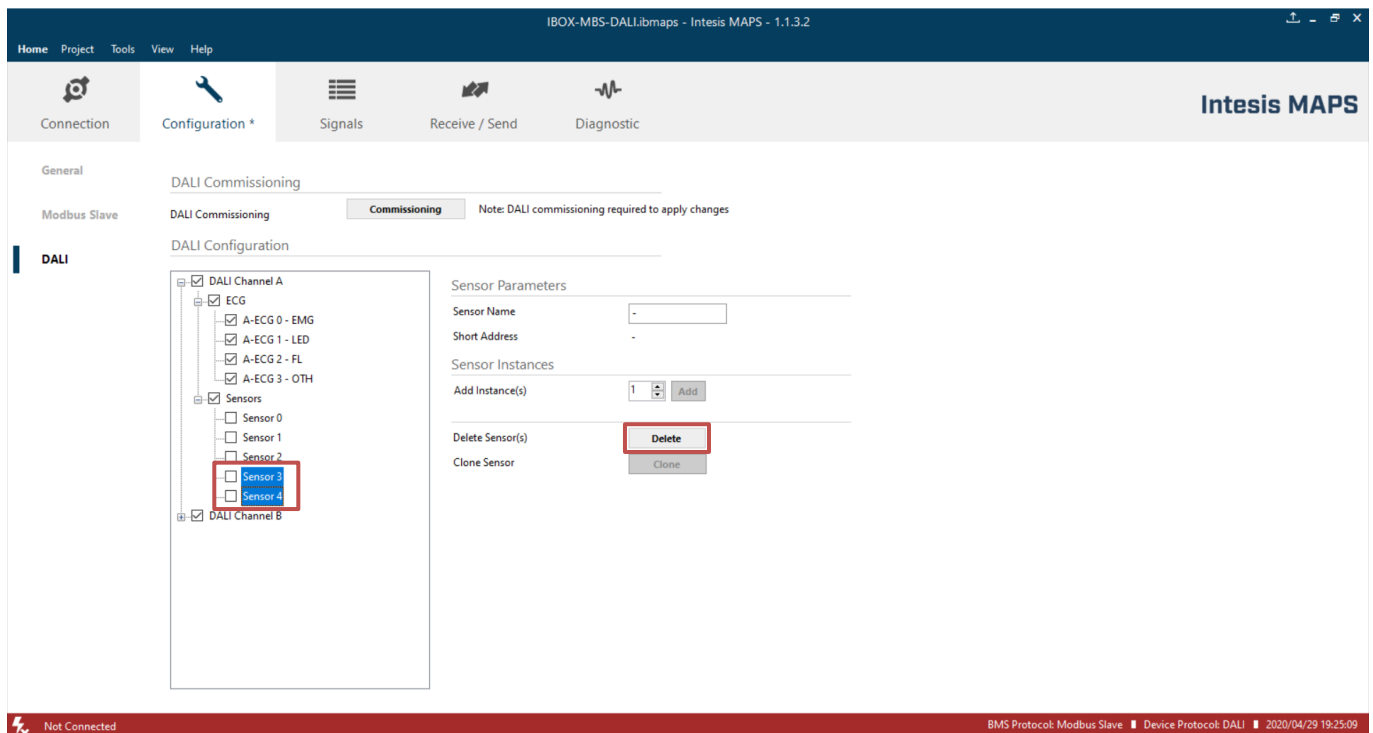 IBOX-MBS-DALI.ibmaps - Intesis MAPS - 1.1.3.2
Home Project Tools View Help
Connection Configuration * Signals Receive / Send Diagnostic
Intesis MAPS
General
Modbus Slave
DALI
DALI Commissioning
DALI Commissioning Commissioning Note: DALI commissioning required to apply changes
DALI Configuration
DALI Channel A
ECG
A-ECG 0 - EMG
A-ECG 1 - LED
A-ECG 2 - FL
A-ECG 3 - OTH
Sensors
Sensor 0
Sensor 1
Sensor 2
Sensor 3
Sensor 4
DALI Channel B
Sensor Parameters
Sensor Name -
Short Address -
Sensor Instances
Add Instance(s) 1 Add
Delete Sensor(s) Delete
Clone Sensor Clone
Not Connected
BMS Protocol: Modbus Slave Device Protocol: DALI 2020/04/29 19:25:09